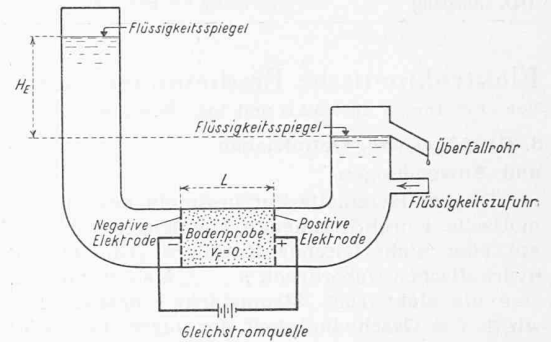 Flüssigkeitsspiegel
H_E
Flüssigkeitsspiegel
Überfallrohr
L
Flüssigkeitszufuhr
Negative
Elektrode
Bodenprobe
V_F=0
Positive
Elektrode
−
+
Gleichstromquelle